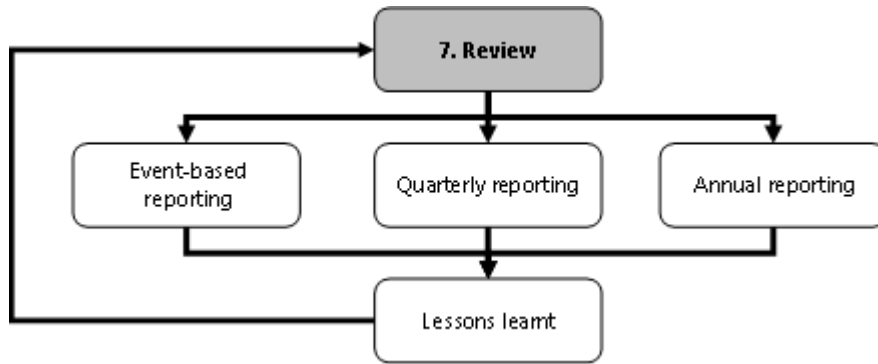 7. Review
Event-based
reporting
Quarterly reporting
Annual reporting
Lessons learnt